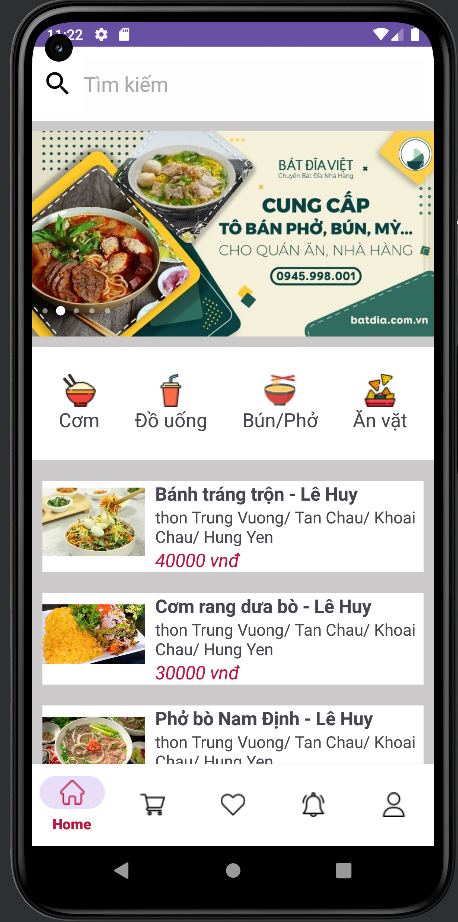 11:22
Tìm kiếm
BÁT ĐĨA VIỆT
Chuyên Bát Đĩa Nhà Hàng
CUNG CẤP
TÔ BÁN PHỞ, BÚN, MỲ...
CHO QUÁN ĂN, NHÀ HÀNG
0945.998.001
batdia.com.vn
Cơm
Đồ uống
Bún/Phở
Ăn vặt
Bánh tráng trộn - Lê Huy
thon Trung Vuong/ Tan Chau/ Khoai
Chau/ Hung Yen
40000 vnđ
Cơm rang dưa bò - Lê Huy
thon Trung Vuong/ Tan Chau/ Khoai
Chau/ Hung Yen
30000 vnđ
Phở bò Nam Định - Lê Huy
thon Trung Vuong/ Tan Chau/ Khoai
Chau/ Hung Yen
Home